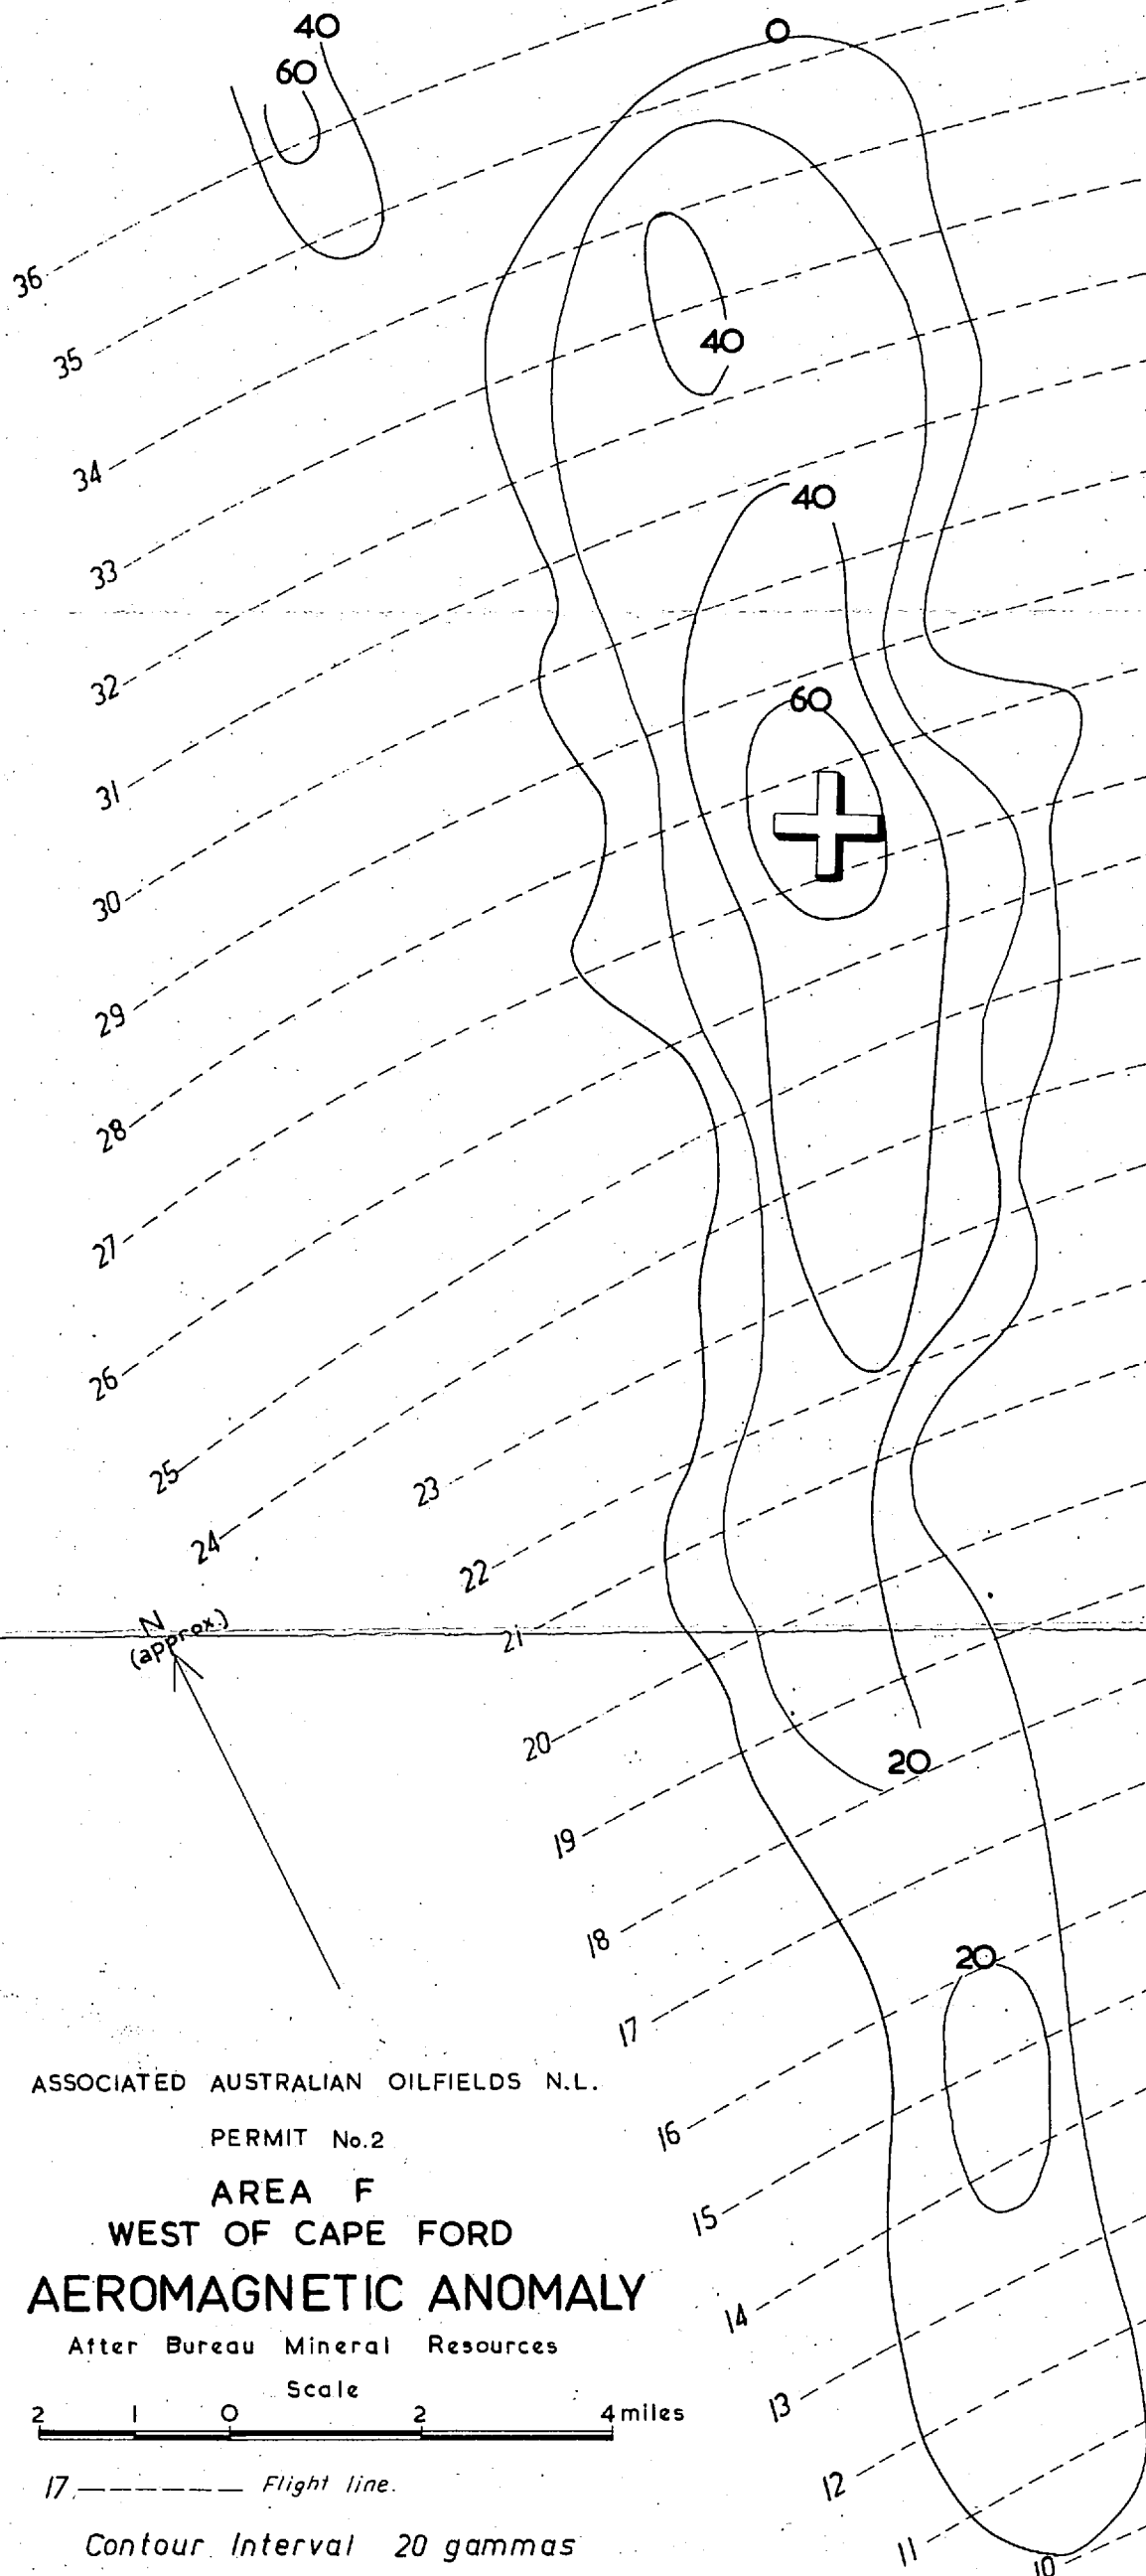 40
0
60
36
35
40
34
40
33
32
60
31
30
29
28
27
26
25
23
24
22
N
(approx.)
21
20
20
19
18
20
17
ASSOCIATED AUSTRALIAN OILFIELDS N.L.
PERMIT No.2
16
AREA F
15
WEST OF CAPE FORD
AEROMAGNETIC ANOMALY
14
After Bureau Mineral Resources
Scale
2 1 0 2 4 miles
13
17 Flight line.
12
Contour Interval 20 gammas
11
10